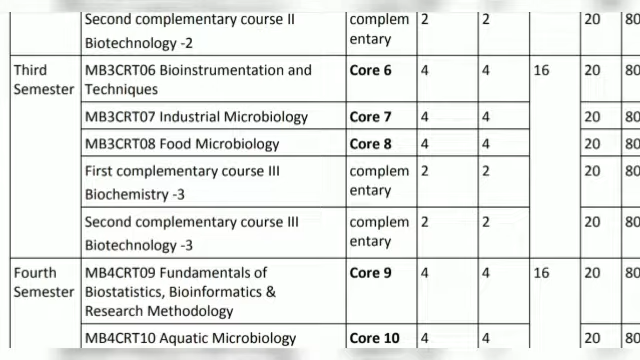 Second complementary course II complem 2 2 20 80
Biotechnology -2 entary
Third MB3CRT06 Bioinstrumentation and Core 6 4 4 16 20 80
Semester Techniques
MB3CRT07 Industrial Microbiology Core 7 4 4 20 80
MB3CRT08 Food Microbiology Core 8 4 4 20 80
First complementary course III complem 2 2 20 80
Biochemistry -3 entary
Second complementary course III complem 2 2 20 80
Biotechnology -3 entary
Fourth MB4CRT09 Fundamentals of Core 9 4 4 16 20 80
Semester Biostatistics, Bioinformatics &
Research Methodology
MB4CRT10 Aquatic Microbiology Core 10 4 4 20 80